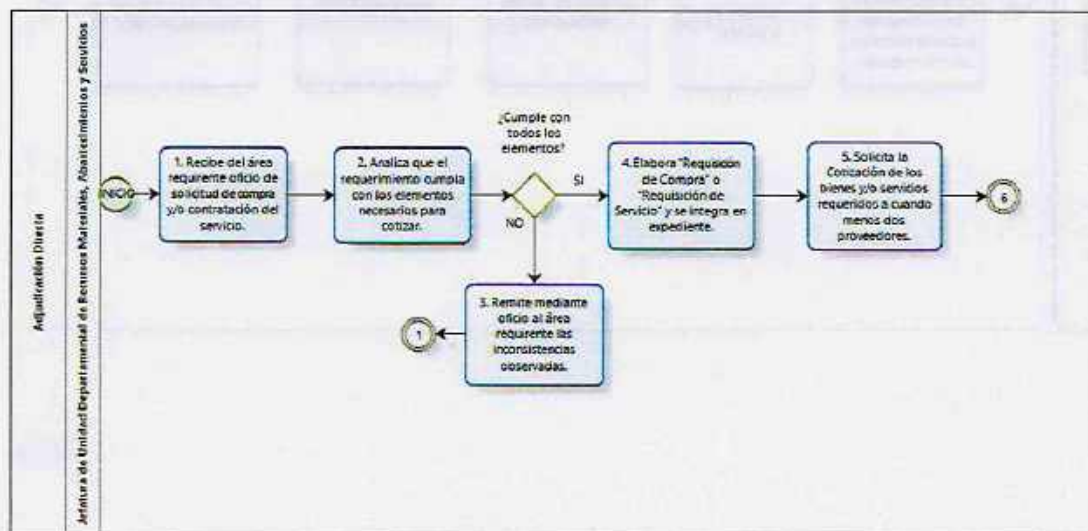 Adjudicación Directa
Jefatura de Unidad Departamental de Recursos Materiales, Abastecimientos y Servicios
INICIO
1. Recibe del área
requirente oficio de
solicitud de compra
y/o contratación del
servicio.
2. Analiza que el
requerimiento cumpla
con los elementos
necesarios para
cotizar.
¿Cumple con
todos los
elementos?
SI
NO
3. Remite mediante
oficio al área
requirente las
inconsistencias
observadas.
1
4. Elabora "Requisición
de Compra" o
"Requisición de
Servicio" y se integra en
expediente.
5. Solicita la
Cotización de los
bienes y/o servicios
requeridos a cuando
menos dos
proveedores.
6